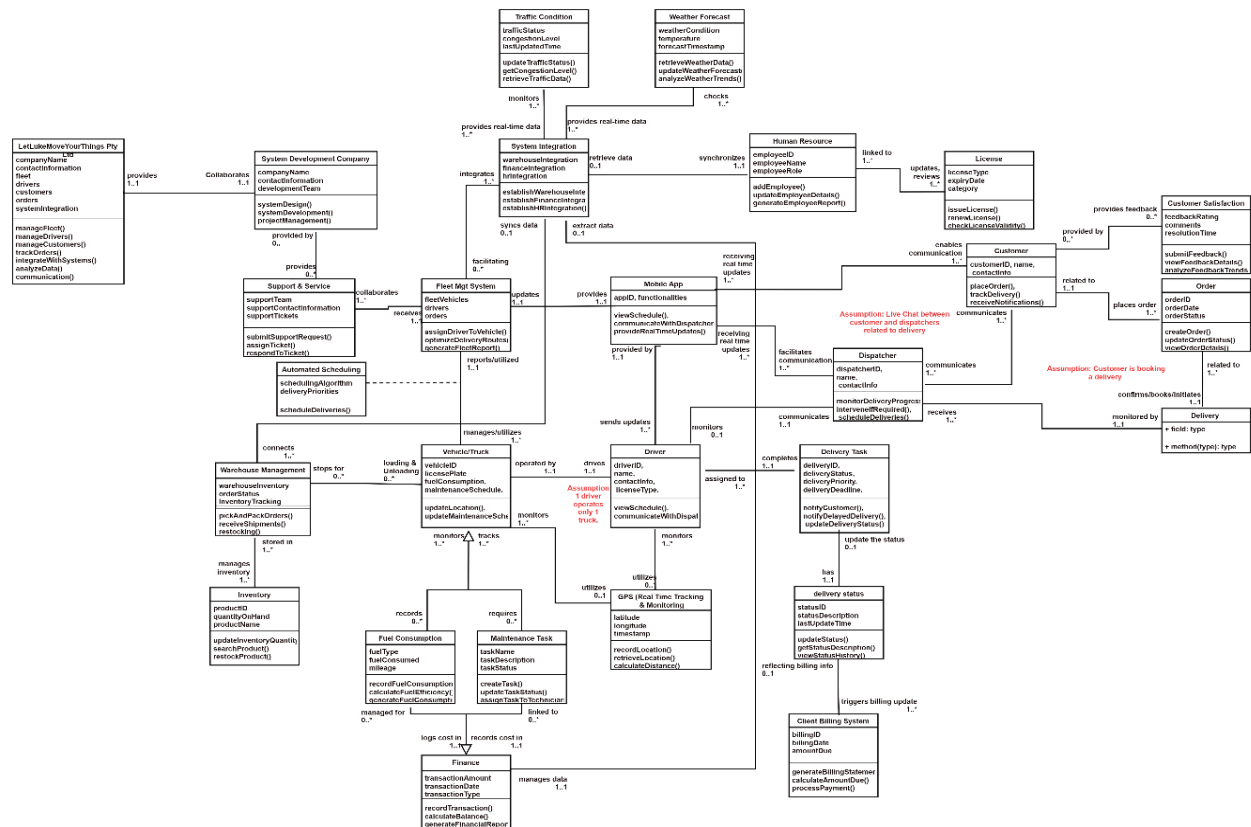 Traffic Condition
trafficStatus
congestionLevel
lastUpdatedTime
updateTrafficStatus()
getCongestionLevel()
retrieveTrafficData()
monitors
1..*
provides real-time data
1..*
Weather Forecast
weatherCondition
temperature
forecastTimestamp
retrieveWeatherData()
updateWeatherForecast
analyzeWeatherTrends()
checks
1..*
provides real-time data
1..*
LetLukeMoveYourThings Pty
Ltd
companyName
contactInformation
fleet
drivers
customers
orders
systemIntegration
manageFleet()
manageDrivers()
manageCustomers()
trackOrders()
integrateWithSystems()
analyzeData()
communication()
provides
1..1
Collaborates
1..1
System Development Company
companyName
contactInformation
developmentTeam
systemDesign()
systemDevelopment()
projectManagement()
provided by
0..
provides
0..*
System Integration
warehouseIntegration
financeIntegration
hrIntegration
establishWarehouseInte
establishFinanceIntegra
establishHRIntegration()
integrates
1..*
retrieve data
0..1
synchronizes
1..*
syncs data
0..1
extract data
0..1
facilitating
0..*
Human Resource
employeeID
employeeName
employeeRole
addEmployee()
updateEmployeeDetails()
generateEmployeeReport()
linked to
1..*
updates,
reviews
1..*
License
licenseType
expiryDate
category
issueLicense()
renewLicense()
checkLicenseValidity()
Customer Satisfaction
feedbackRating
comments
resolutionTime
submitFeedback()
viewFeedbackDetails()
analyzeFeedbackTrends
provides feedback
0..*
provided by
0..*
Customer
customerID, name,
contactInfo
placeOrder(),
trackDelivery()
receiveNotifications()
enables
communication
1..*
related to
1..1
places order
1..*
communicates
1..*
Order
orderID
orderDate
orderStatus
createOrder()
updateOrderStatus()
viewOrderDetails()
related to
1..*
confirms/books/initiates
1..1
Support & Service
supportTeam
supportContactInformation
supportTickets
submitSupportRequest()
assignTicket()
respondToTicket()
collaborates
1..*
receives
1..*
Fleet Mgt System
fleetVehicles
drivers
orders
assignDriverToVehicle()
optimizeDeliveryRoutes(
generateFleetReport()
updates
1..1
provides
1..*
reports/utilized
1..1
Mobile App
appID, functionalities
viewSchedule(),
communicateWithDispatcher
provideRealTimeUpdates()
receiving
real time
updates
1..*
receiving
real time
updates
1..*
provided by
1..1
Assumption: Live Chat between
customer and dispatchers
related to delivery
facilitates
communication
1..*
Dispatcher
dispatcherID,
name,
contactInfo
monitorDeliveryProgres
interveneIfRequired(),
scheduleDeliveries()
communicates
1..*
communicates
1..*
receives
1..*
monitors
0..1
Assumption: Customer is booking
a delivery
monitored by
1..1
Delivery
+ field: type
+ method(type): type
Automated Scheduling
schedulingAlgorithm
deliveryPriorities
scheduleDeliveries()
manages/utilizes
1..*
sends updates
1..*
connects
1..*
Warehouse Management
warehouseInventory
orderStatus
InventoryTracking
pickAndPackOrders()
receiveShipments()
restocking()
stops for
0..*
loading &
Unloading
0..*
stored in
1..*
manages
inventory
1..*
Inventory
productID
quantityOnHand
productName
updateInventoryQuantity
searchProduct()
restockProduct()
Vehicle/Truck
vehicleID
licensePlate
fuelConsumption,
maintenanceSchedule,
updateLocation(),
updateMaintenanceSche
operated by
1..1
drives
1..1
Assumption
1 driver
operates
only 1
truck.
monitors
1..*
monitors
1..*
tracks
1..*
Driver
driverID,
name,
contactInfo,
licenseType,
viewSchedule(),
communicateWithDispat
completes
1..1
assigned to
1..*
monitors
1..*
Delivery Task
deliveryID,
deliveryStatus,
deliveryPriority,
deliveryDeadline,
notifyCustomer(),
notifyDelayedDelivery(),
updateDeliveryStatus()
update the status
0..1
has
1..1
utilizes
0..1
utilizes
0..1
GPS (Real Time Tracking
& Monitoring
latitude
longitude
timestamp
recordLocation()
retrieveLocation()
calculateDistance()
delivery status
statusID
statusDescription
lastUpdateTime
updateStatus()
getStatusDescription()
viewStatusHistory()
reflecting billing info
0..1
triggers billing update
1..*
records
0..*
requires
0..*
Fuel Consumption
fuelType
fuelConsumed
mileage
recordFuelConsumption
calculateFuelEfficiency(
generateFuelConsumpt
Maintenance Task
taskName
taskDescription
taskStatus
createTask()
updateTaskStatus()
assignTaskToTechnician
managed for
0..*
linked to
0..*
logs cost in
1..1
records cost in
1..1
Client Billing System
billingID
billingDate
amountDue
generateBillingStatemer
calculateAmountDue()
processPayment()
Finance
transactionAmount
transactionDate
transactionType
recordTransaction()
calculateBalance()
generateFinancialRepor
manages data
1..1